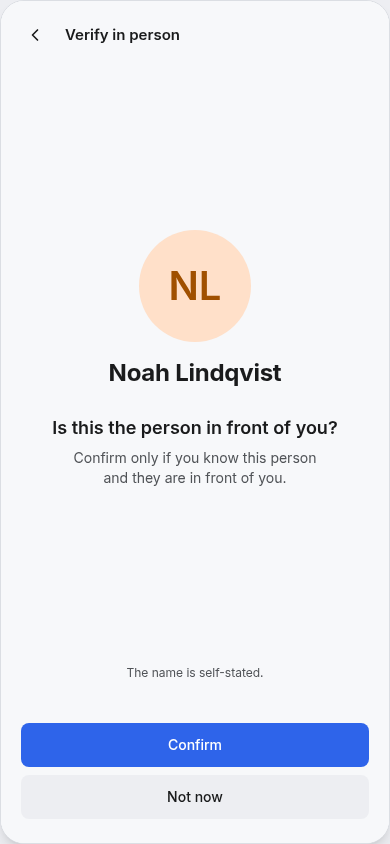 Verify in person
NL
Noah Lindqvist
Is this the person in front of you?
Confirm only if you know this person
and they are in front of you.
The name is self-stated.
Confirm
Not now